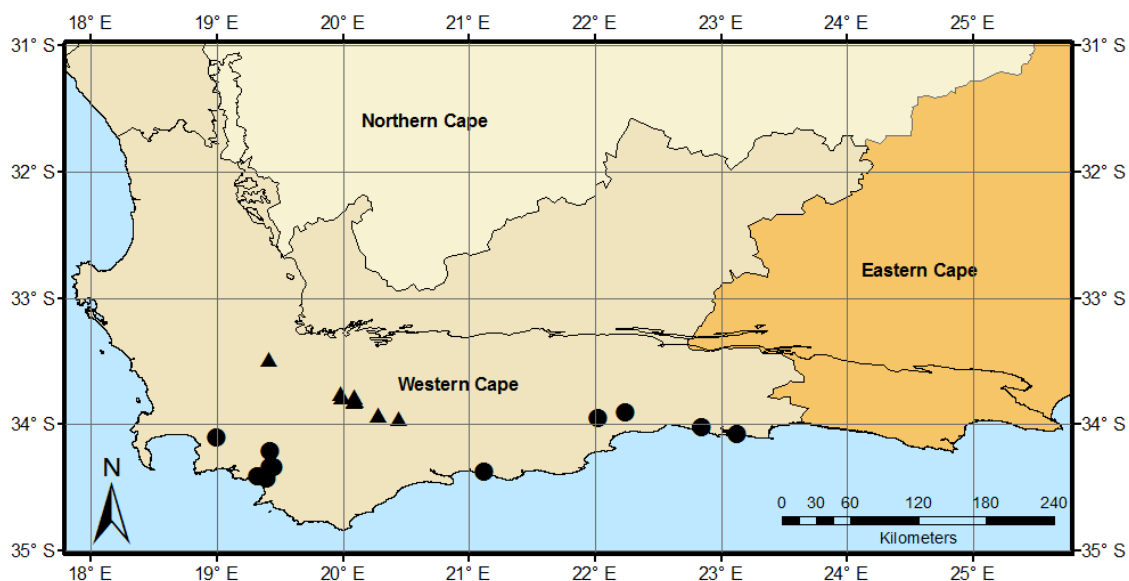 18° E 19° E 20° E 21° E 22° E 23° E 24° E 25° E
31° S 31° S
Northern Cape
32° S 32° S
Eastern Cape
33° S 33° S
Western Cape
34° S 34° S
N
0 30 60 120 180 240
Kilometers
35° S 35° S
18° E 19° E 20° E 21° E 22° E 23° E 24° E 25° E